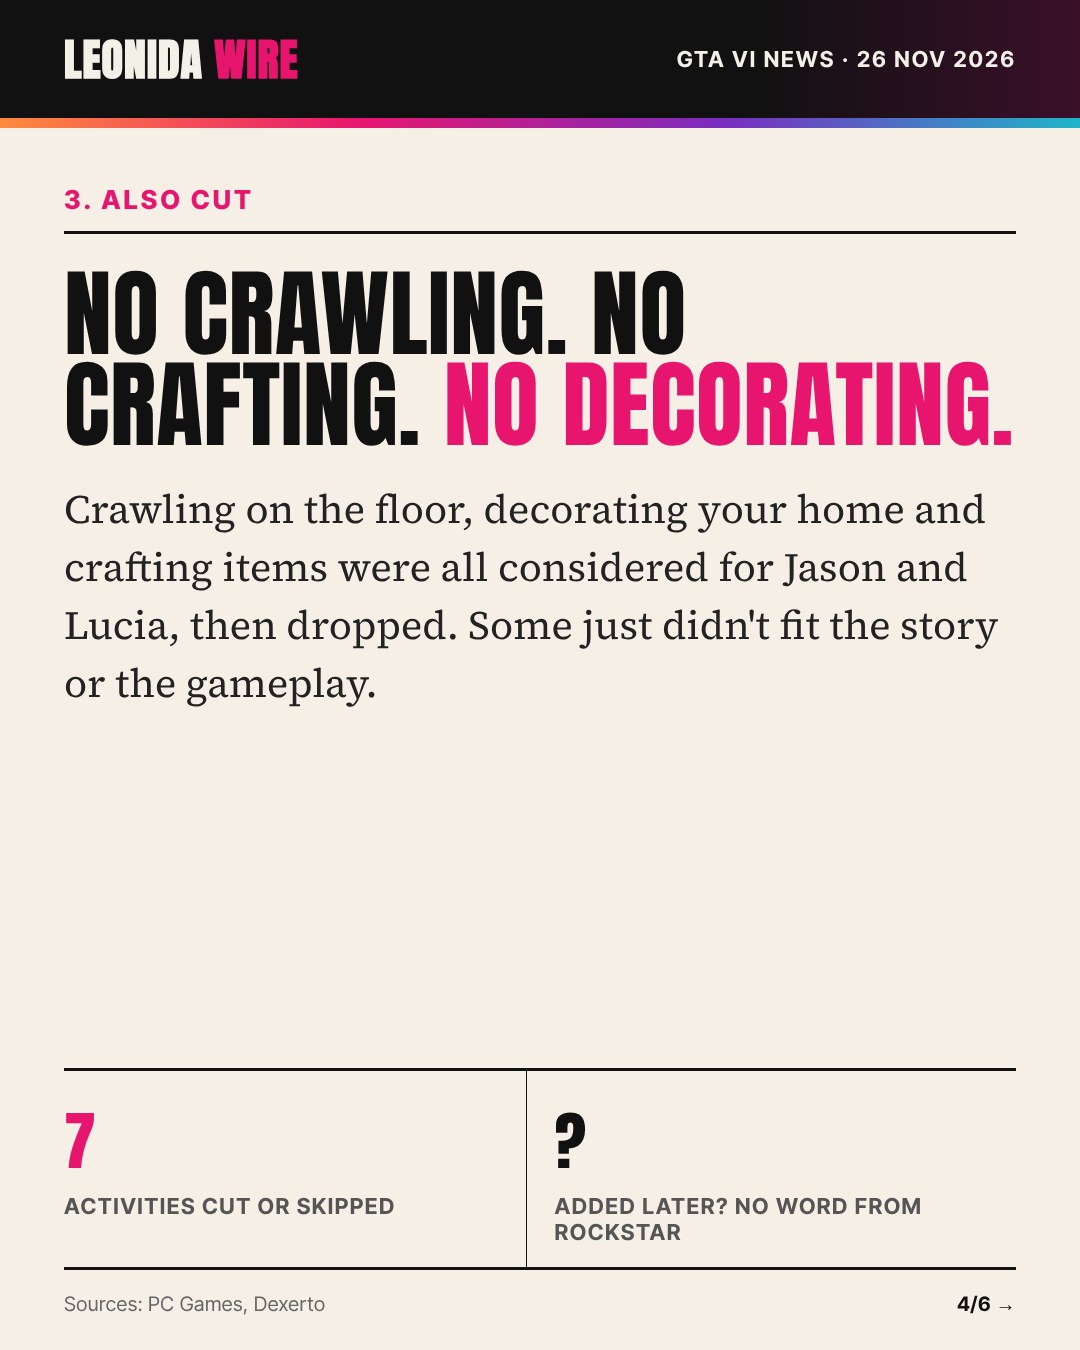 LEONIDA WIRE
GTA VI NEWS · 26 NOV 2026
3. ALSO CUT
NO CRAWLING. NO
CRAFTING. NO DECORATING.
Crawling on the floor, decorating your home and
crafting items were all considered for Jason and
Lucia, then dropped. Some just didn't fit the story
or the gameplay.
7
ACTIVITIES CUT OR SKIPPED
?
ADDED LATER? NO WORD FROM
ROCKSTAR
Sources: PC Games, Dexerto
4/6 →